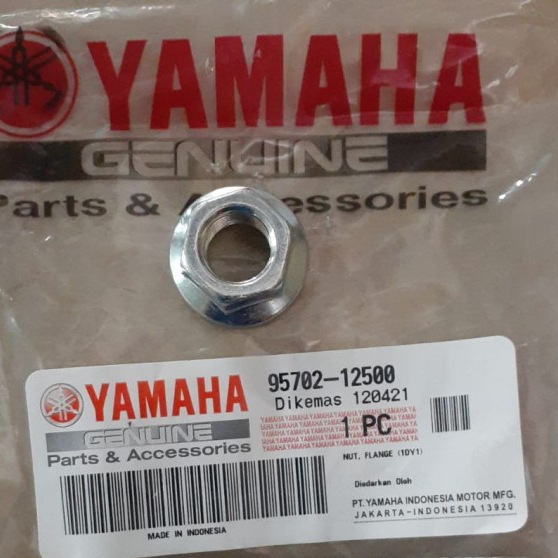 YAMAHA
GENUINE
Parts & Accessories
YAMAHA
GENUINE
Parts & Accessories
MADE IN INDONESIA
95702-12500
Dikemas 120421
1 PC
NUT, FLANGE (1DY1)
Diedarkan Oleh
PT.YAMAHA INDONESIA MOTOR MFG.
JAKARTA-INDONESIA 13920